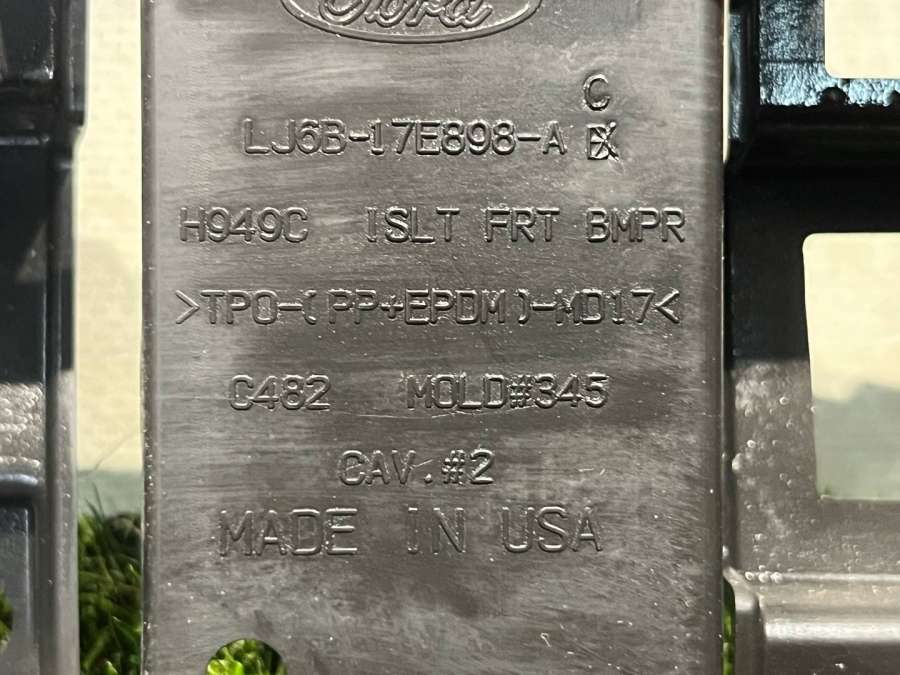 Ford
C
LJ6B-17E898-A
H949C ISLT FRT BMPR
>TPO-(PP+EPDM)-MD17<
C482 MOLD#345
CAV.#2
MADE IN USA